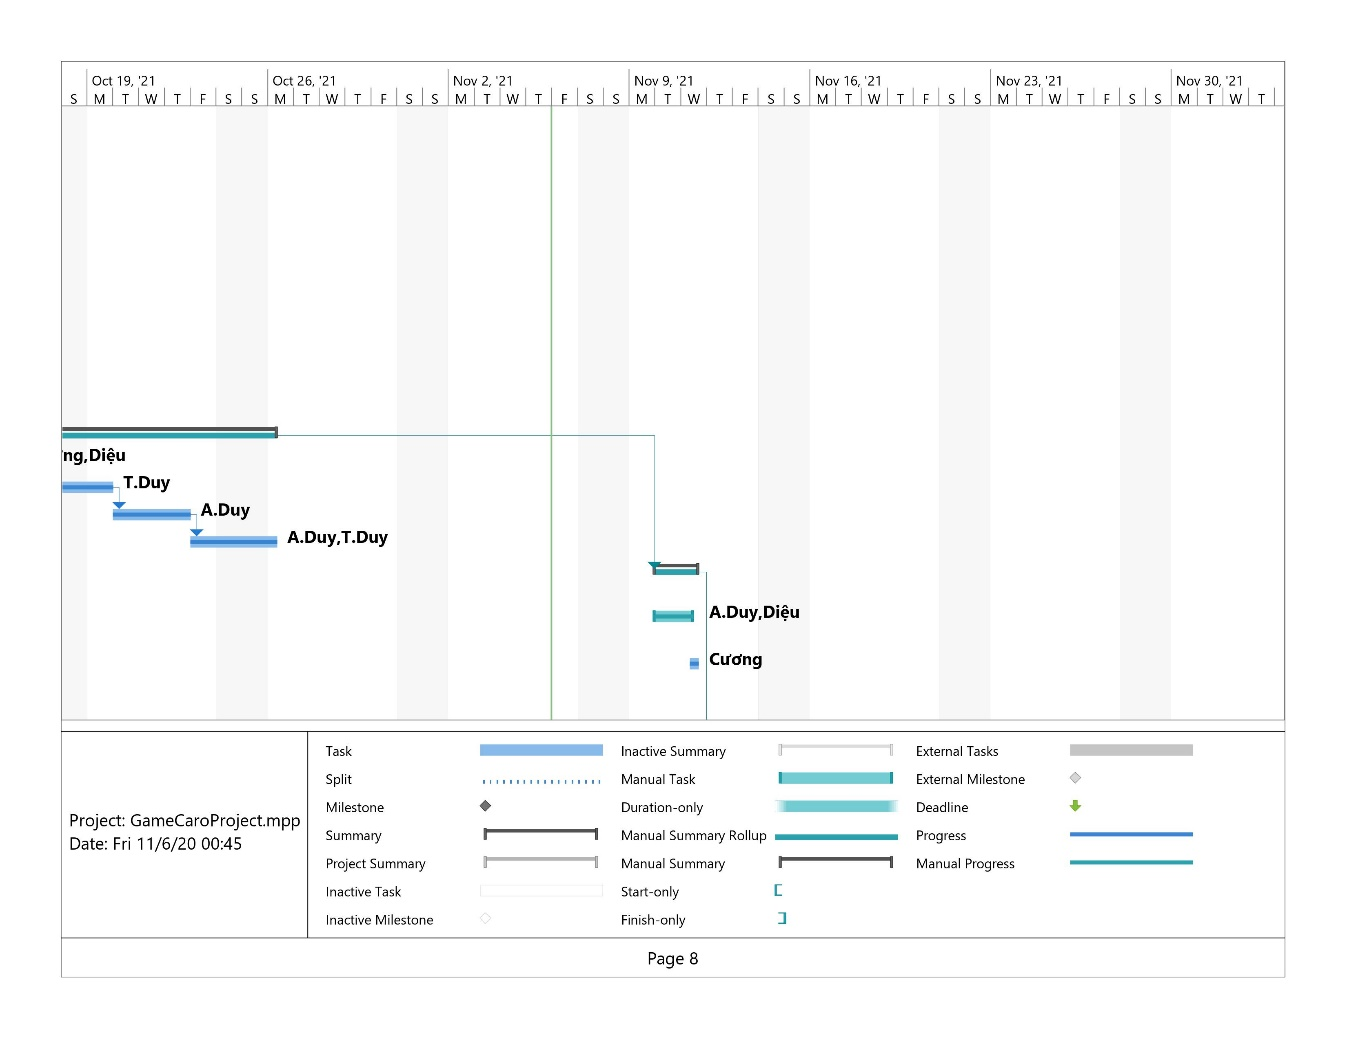 Oct 19, '21 Oct 26, '21 Nov 2, '21 Nov 9, '21 Nov 16, '21 Nov 23, '21 Nov 30, '21
S M T W T F S S M T W T F S S M T W T F S S M T W T F S S M T W T F S S M T W T F S S M T W T
ng,Diệu
T.Duy
A.Duy
A.Duy,T.Duy
A.Duy,Diệu
Cương
Project: GameCaroProject.mpp
Date: Fri 11/6/20 00:45
Task
Split
Milestone
Summary
Project Summary
Inactive Task
Inactive Milestone
Inactive Summary
Manual Task
Duration-only
Manual Summary Rollup
Manual Summary
Start-only
Finish-only
External Tasks
External Milestone
Deadline
Progress
Manual Progress
Page 8